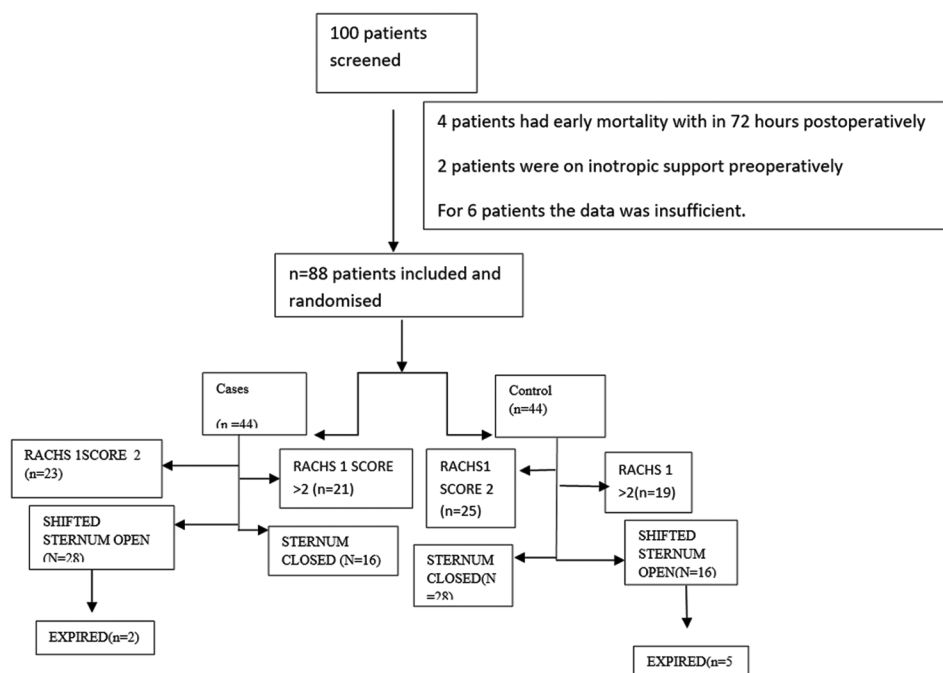 100 patients
screened
4 patients had early mortality with in 72 hours postoperatively
2 patients were on inotropic support preoperatively
For 6 patients the data was insufficient.
n=88 patients included and
randomised
Cases
(n =44)
Control
(n=44)
RACHS 1SCORE 2
(n=23)
RACHS 1 SCORE
>2 (n=21)
RACHS1
SCORE 2
(n=25)
RACHS 1
>2(n=19)
SHIFTED
STERNUM OPEN
(N=28)
STERNUM
CLOSED (N=16)
STERNUM
CLOSED(N
=28)
SHIFTED
STERNUM
OPEN(N=16)
EXPIRED(n=2)
EXPIRED(n=5